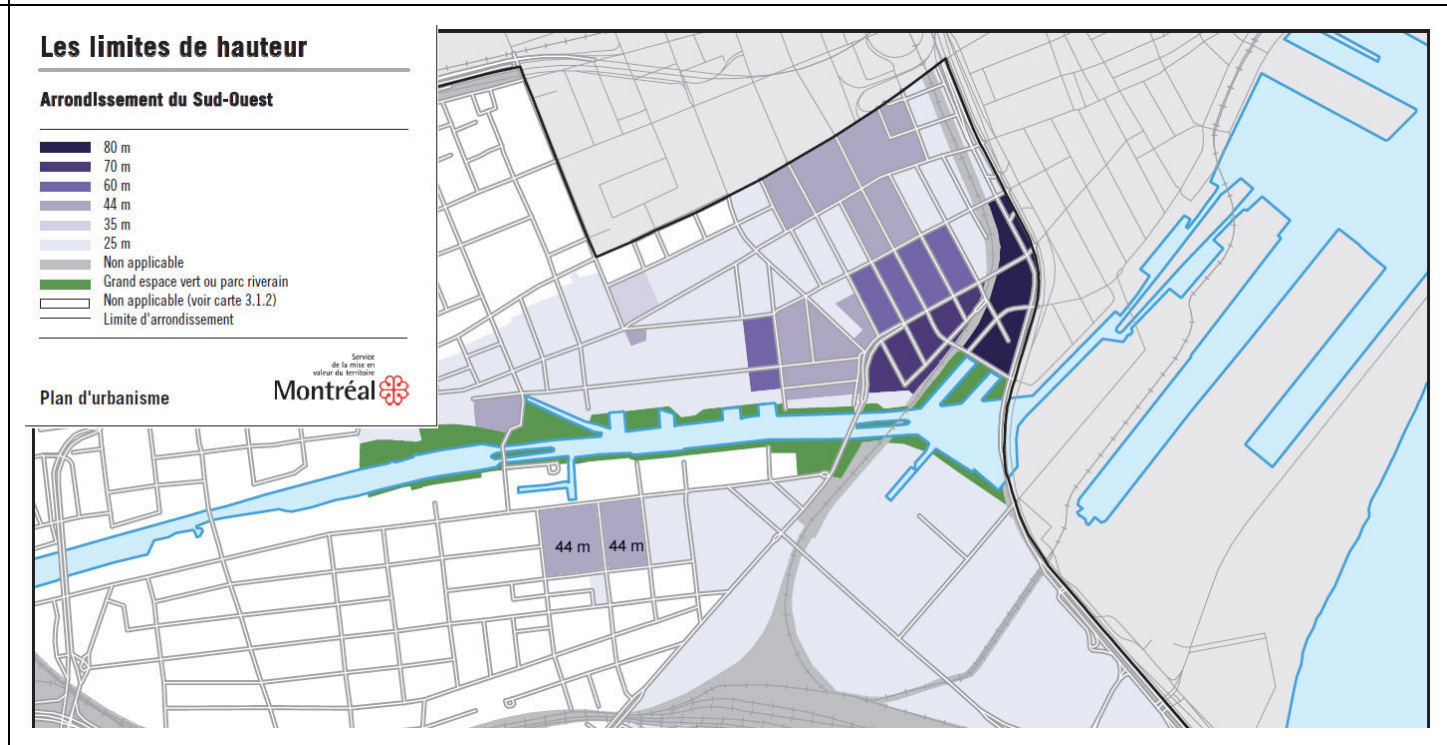 Les limites de hauteur
Arrondissement du Sud-Ouest
80 m
70 m
60 m
44 m
35 m
25 m
Non applicable
Grand espace vert ou parc riverain
Non applicable (voir carte 3.1.2)
Limite d'arrondissement
Service
de la mise en
valeur du territoire
Montréal
Plan d'urbanisme
44 m
44 m